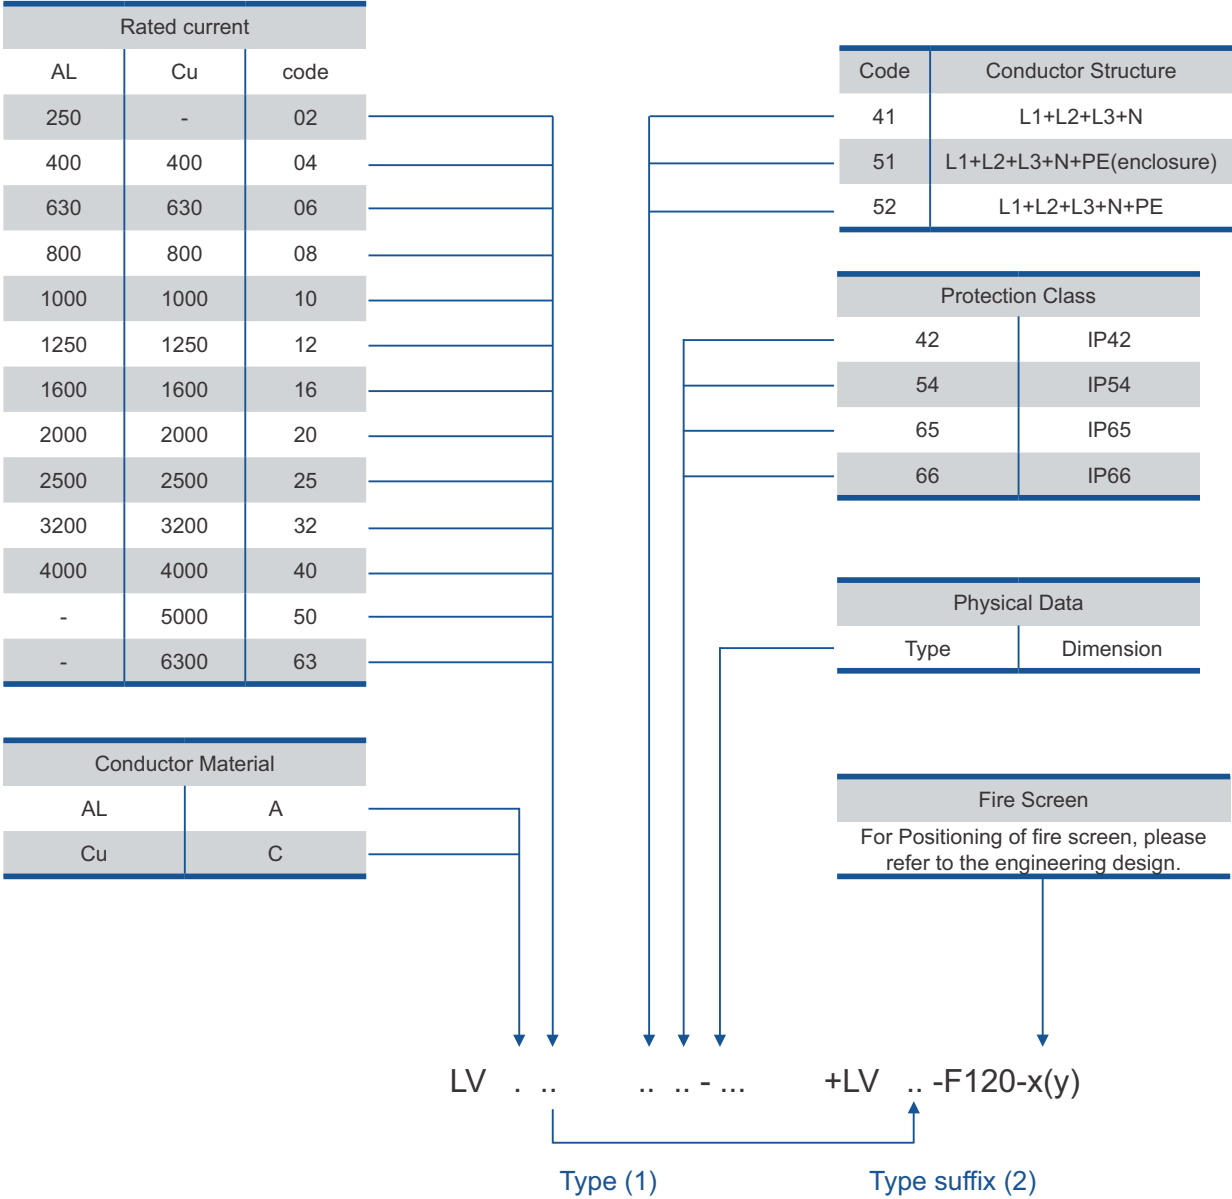 Rated current
AL Cu code
250 - 02
400 400 04
630 630 06
800 800 08
1000 1000 10
1250 1250 12
1600 1600 16
2000 2000 20
2500 2500 25
3200 3200 32
4000 4000 40
- 5000 50
- 6300 63
Conductor Material
AL A
Cu C
Code Conductor Structure
41 L1+L2+L3+N
51 L1+L2+L3+N+PE(enclosure)
52 L1+L2+L3+N+PE
Protection Class
42 IP42
54 IP54
65 IP65
66 IP66
Physical Data
Type Dimension
Fire Screen
For Positioning of fire screen, please
refer to the engineering design.
LV . .. .. .. - ... +LV .. -F120-x(y)
Type (1) Type suffix (2)